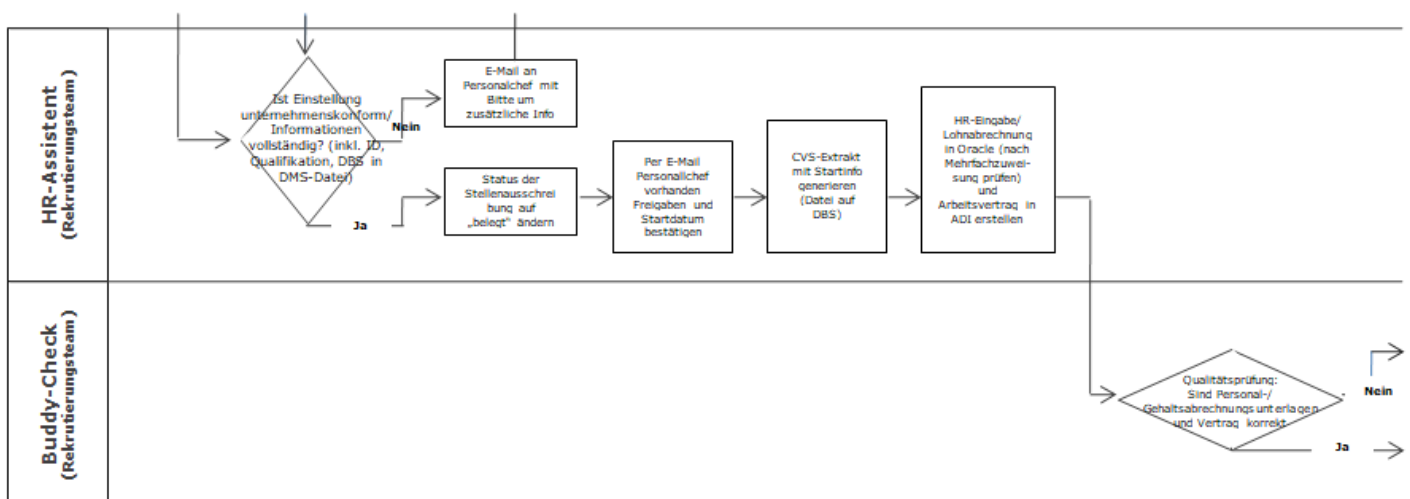 HR-Assistent
(Rekrutierungsteam)
Ist Einstellung
unternehmenskonform/
Informationen
vollständig? (inkl. ID,
Qualifikation, DBS in
DMS-Datei)
Nein
Ja
E-Mail an
Personalchef mit
Bitte um
zusätzliche Info
Status der
Stellenausschrei
bung auf
„belegt“ ändern
Per E-Mail
Personallchef
vorhanden
Freigaben und
Startdatum
bestätigen
CVS-Extrakt
mit Startinfo
generieren
(Datei auf
DBS)
HR-Eingabe/
Lohnabrechnung
in Oracle (nach
Mehrfachzuwei-
sung prüfen)
und
Arbeitsvertrag in
ADI erstellen
Buddy-Check
(Rekrutierungsteam)
Qualitätsprüfung:
Sind Personal-/
Gehaltsabrechnungsunterlagen
und Vertrag korrekt
Nein
Ja